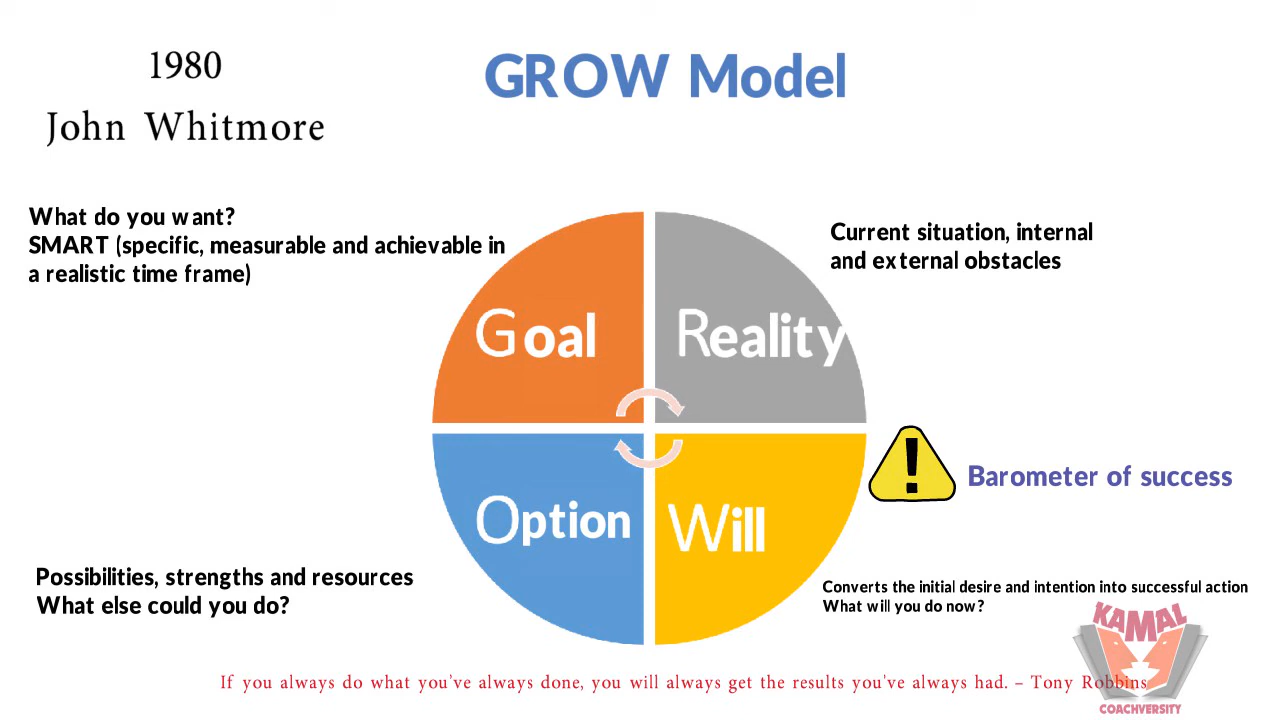 1980
John Whitmore
GROW Model
What do you want?
SMART (specific, measurable and achievable in
a realistic time frame)
Current situation, internal
and external obstacles
Goal
Reality
Option
Will
!
Barometer of success
Possibilities, strengths and resources
What else could you do?
Converts the initial desire and intention into successful action
What will you do now?
KAMAL
COACHVERSITY
If you always do what you've always done, you will always get the results you've always had. – Tony Robbins